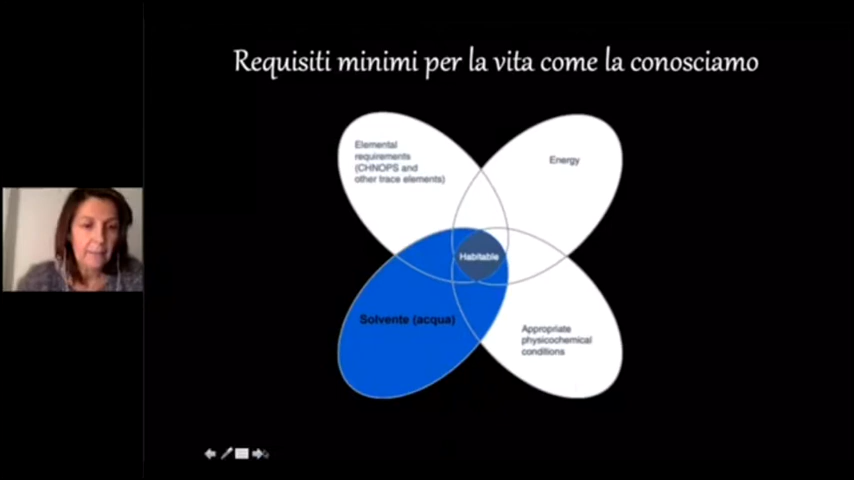 Requisiti minimi per la vita come la conosciamo
Elemental
requirements
(CHNOPS and
other trace elements)
Energy
Habitable
Solvente (acqua)
Appropriate
physicochemical
conditions